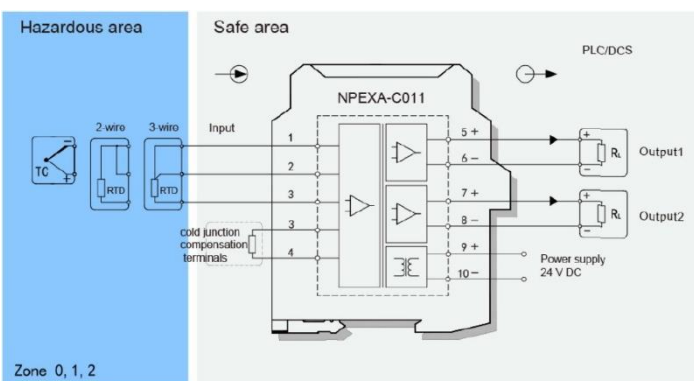 Hazardous area
Safe area
PLC/DCS
NPEXA-C011
2-wire
3-wire
Input
TC
RTD
RTD
1
2
3
3
4
cold junction
compensation
terminals
5 +
6 −
7 +
8 −
9 +
10 −
+
−
RL
Output1
+
−
RL
Output2
Power supply
24 V DC
Zone 0, 1, 2